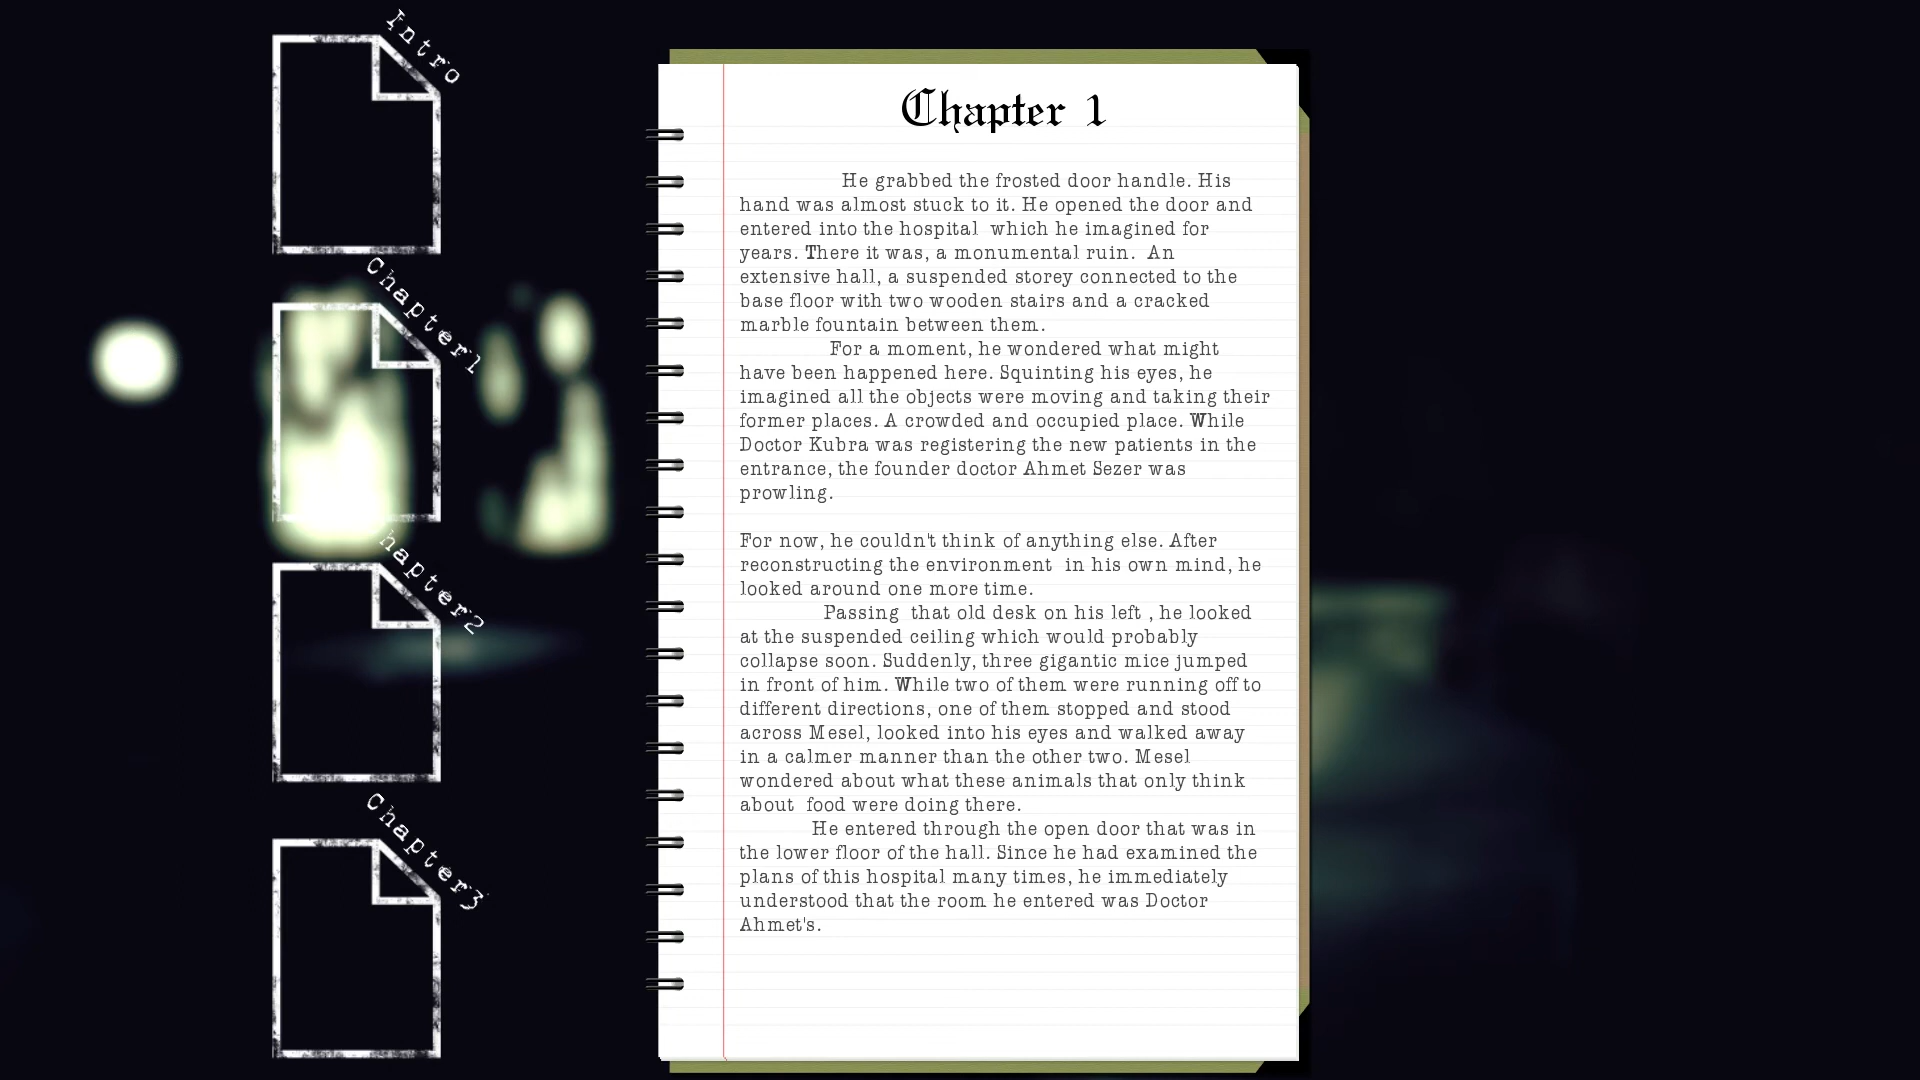 Intro
Chapter1
hapter2
Chapter3
Chapter 1
He grabbed the frosted door handle. His
hand was almost stuck to it. He opened the door and
entered into the hospital  which he imagined for
years. There it was, a monumental ruin.  An
extensive hall, a suspended storey connected to the
base floor with two wooden stairs and a cracked
marble fountain between them.
For a moment, he wondered what might
have been happened here. Squinting his eyes, he
imagined all the objects were moving and taking their
former places. A crowded and occupied place. While
Doctor Kubra was registering the new patients in the
entrance, the founder doctor Ahmet Sezer was
prowling.
For now, he couldn't think of anything else. After
reconstructing the environment  in his own mind, he
looked around one more time.
Passing  that old desk on his left , he looked
at the suspended ceiling which would probably
collapse soon. Suddenly, three gigantic mice jumped
in front of him. While two of them were running off to
different directions, one of them stopped and stood
across Mesel, looked into his eyes and walked away
in a calmer manner than the other two. Mesel
wondered about what these animals that only think
about  food were doing there.
He entered through the open door that was in
the lower floor of the hall. Since he had examined the
plans of this hospital many times, he immediately
understood that the room he entered was Doctor
Ahmet's.